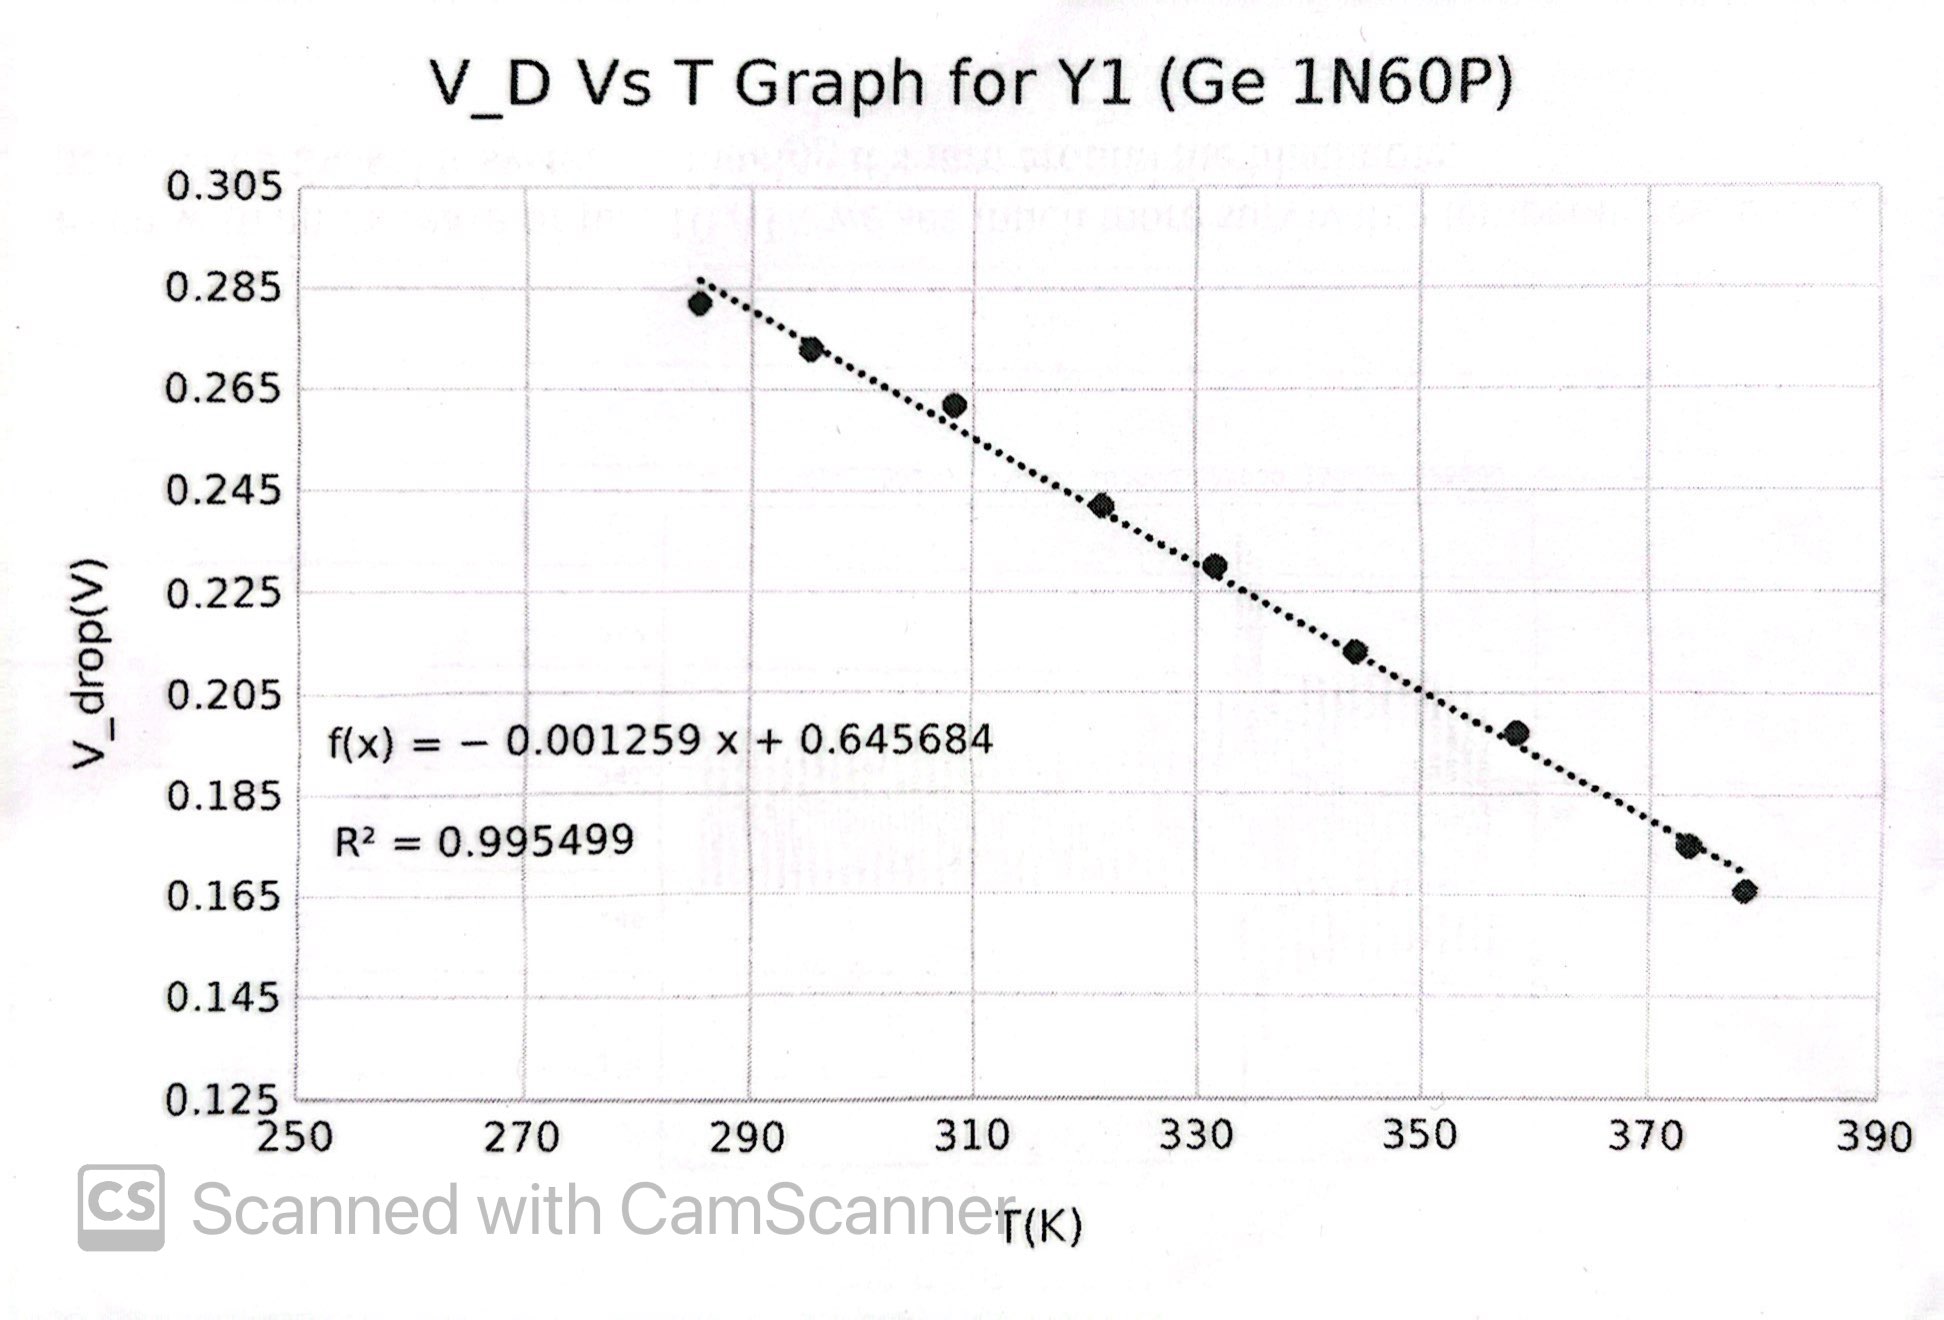 V_D Vs T Graph for Y1 (Ge 1N60P)
0.305
0.285
0.265
0.245
0.225
0.205
0.185
0.165
0.145
0.125
V_drop(V)
f(x) = − 0.001259 x + 0.645684
R² = 0.995499
250 270 290 310 330 350 370 390
T(K)
CS Scanned with CamScanner